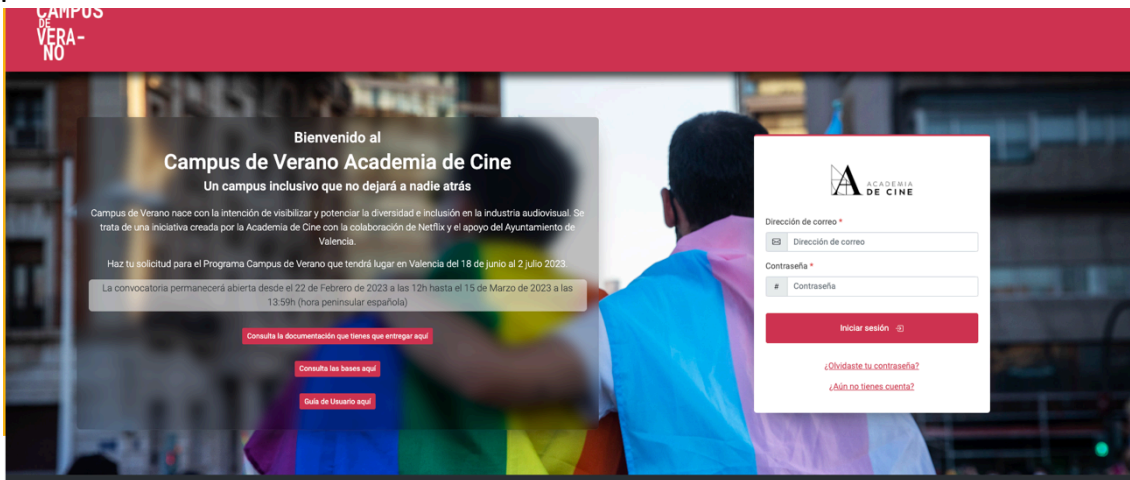 CAMPUS
DE
VERA-
NO
Bienvenido al
Campus de Verano Academia de Cine
Un campus inclusivo que no dejará a nadie atrás
Campus de Verano nace con la intención de visibilizar y potenciar la diversidad e inclusión en la industria audiovisual. Se
trata de una iniciativa creada por la Academia de Cine con la colaboración de Netflix y el apoyo del Ayuntamiento de
Valencia.
Haz tu solicitud para el Programa Campus de Verano que tendrá lugar en Valencia del 18 de junio al 2 julio 2023.
La convocatoria permanecerá abierta desde el 22 de Febrero de 2023 a las 12h hasta el 15 de Marzo de 2023 a las
13:59h (hora peninsular española)
Consulta la documentación que tienes que entregar aquí
Consulta las bases aquí
Guía de Usuario aquí
ACADEMIA
DE CINE
Dirección de correo *
Dirección de correo
Contraseña *
# Contraseña
Iniciar sesión
¿Olvidaste tu contraseña?
¿Aún no tienes cuenta?